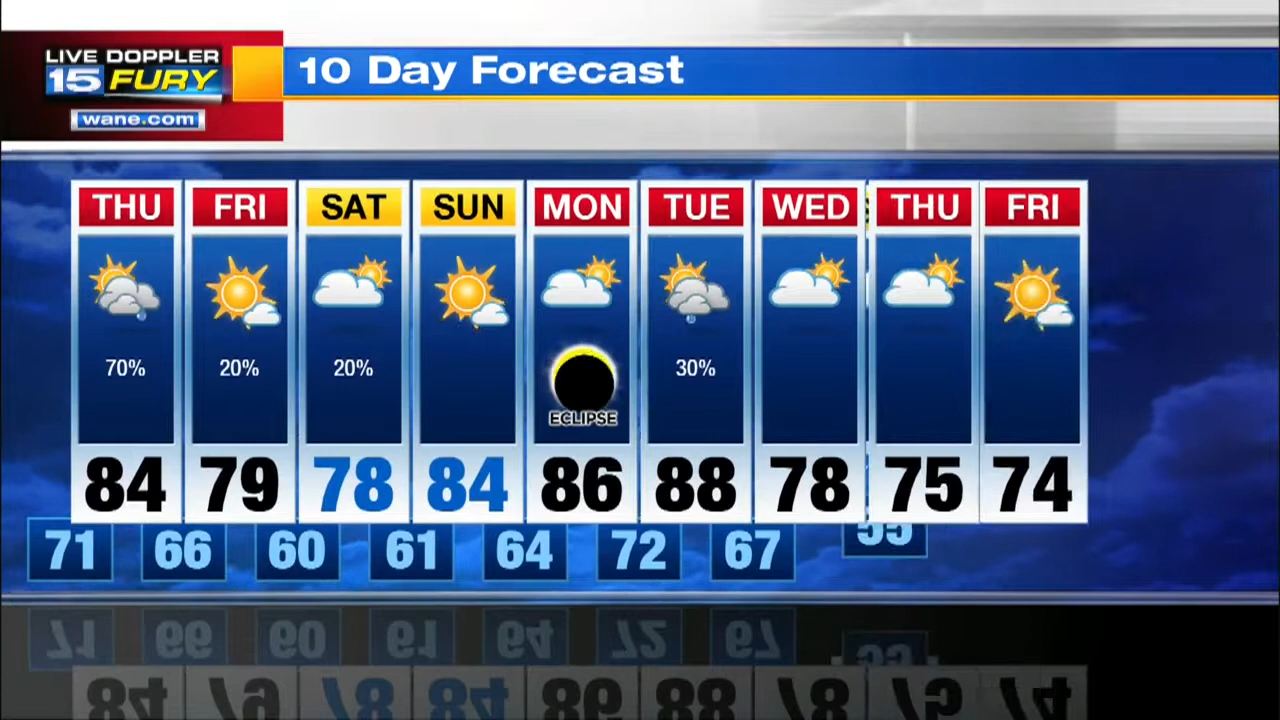 LIVE DOPPLER
15 FURY
wane.com
10 Day Forecast
THU FRI SAT SUN MON TUE WED THU FRI
70% 20% 20% 30%
ECLIPSE
84 79 78 84 86 88 78 75 74
71 66 60 61 64 72 67